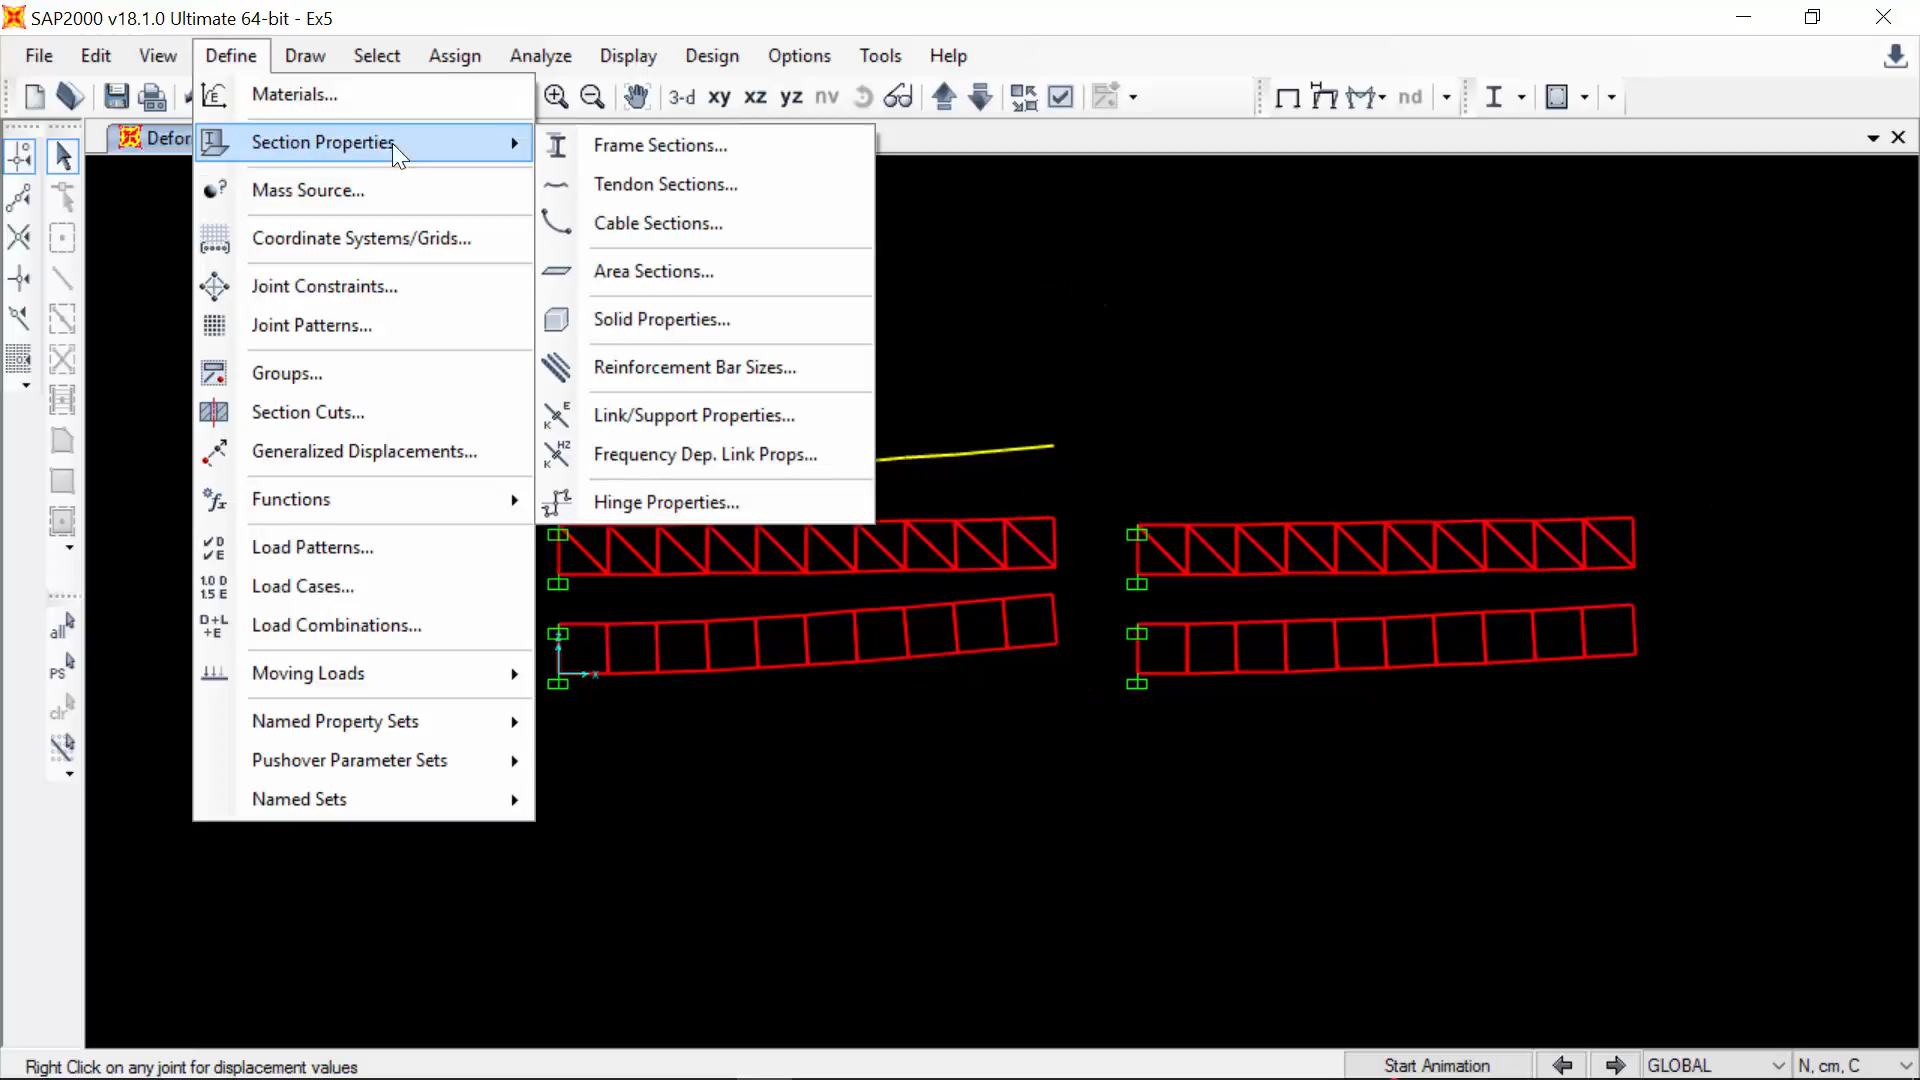 SAP2000 v18.1.0 Ultimate 64-bit - Ex5
File Edit View Define Draw Select Assign Analyze Display Design Options Tools Help
3-d xy xz yz nv nd
Defor
Materials...
Section Properties
Mass Source...
Coordinate Systems/Grids...
Joint Constraints...
Joint Patterns...
Groups...
Section Cuts...
Generalized Displacements...
Functions
Load Patterns...
Load Cases...
Load Combinations...
Moving Loads
Named Property Sets
Pushover Parameter Sets
Named Sets
Frame Sections...
Tendon Sections...
Cable Sections...
Area Sections...
Solid Properties...
Reinforcement Bar Sizes...
Link/Support Properties...
Frequency Dep. Link Props...
Hinge Properties...
all
PS
clr
Right Click on any joint for displacement values
Start Animation
GLOBAL
N, cm, C